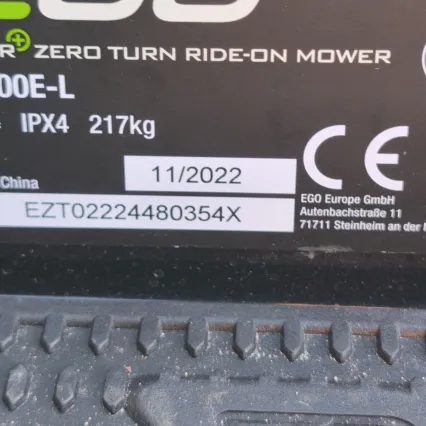 R ZERO TURN RIDE-ON MOWER
00E-L
IPX4 217kg
China 11/2022
EZT02224480354X
CE
EGO Europe GmbH
Autenbachstraße 11
71711 Steinheim an der